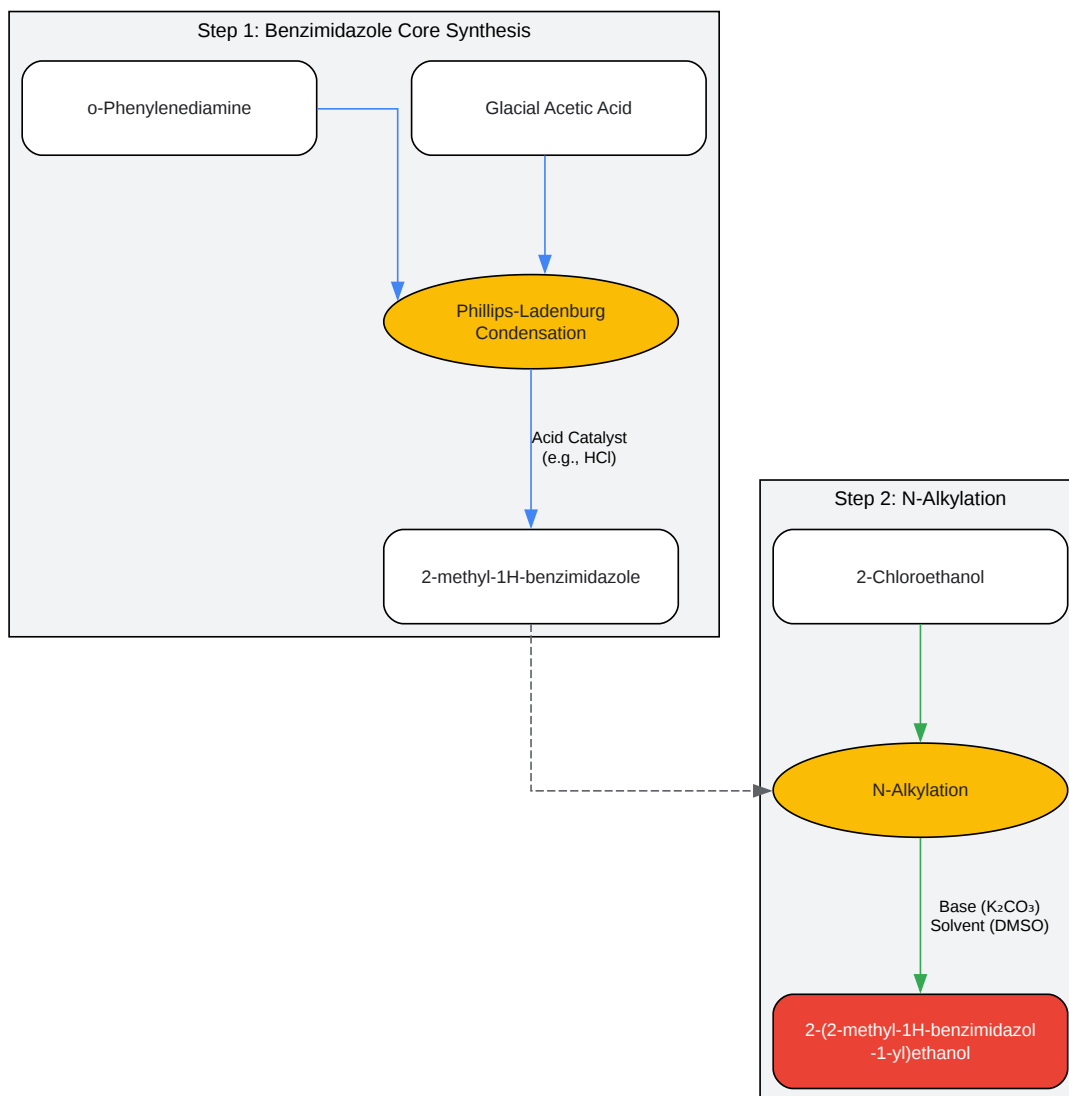 Step 1: Benzimidazole Core Synthesis
o-Phenylenediamine
Glacial Acetic Acid
Phillips-Ladenburg
Condensation
Acid Catalyst
(e.g., HCl)
2-methyl-1H-benzimidazole
Step 2: N-Alkylation
2-Chloroethanol
N-Alkylation
Base (K₂CO₃)
Solvent (DMSO)
2-(2-methyl-1H-benzimidazol
-1-yl)ethanol